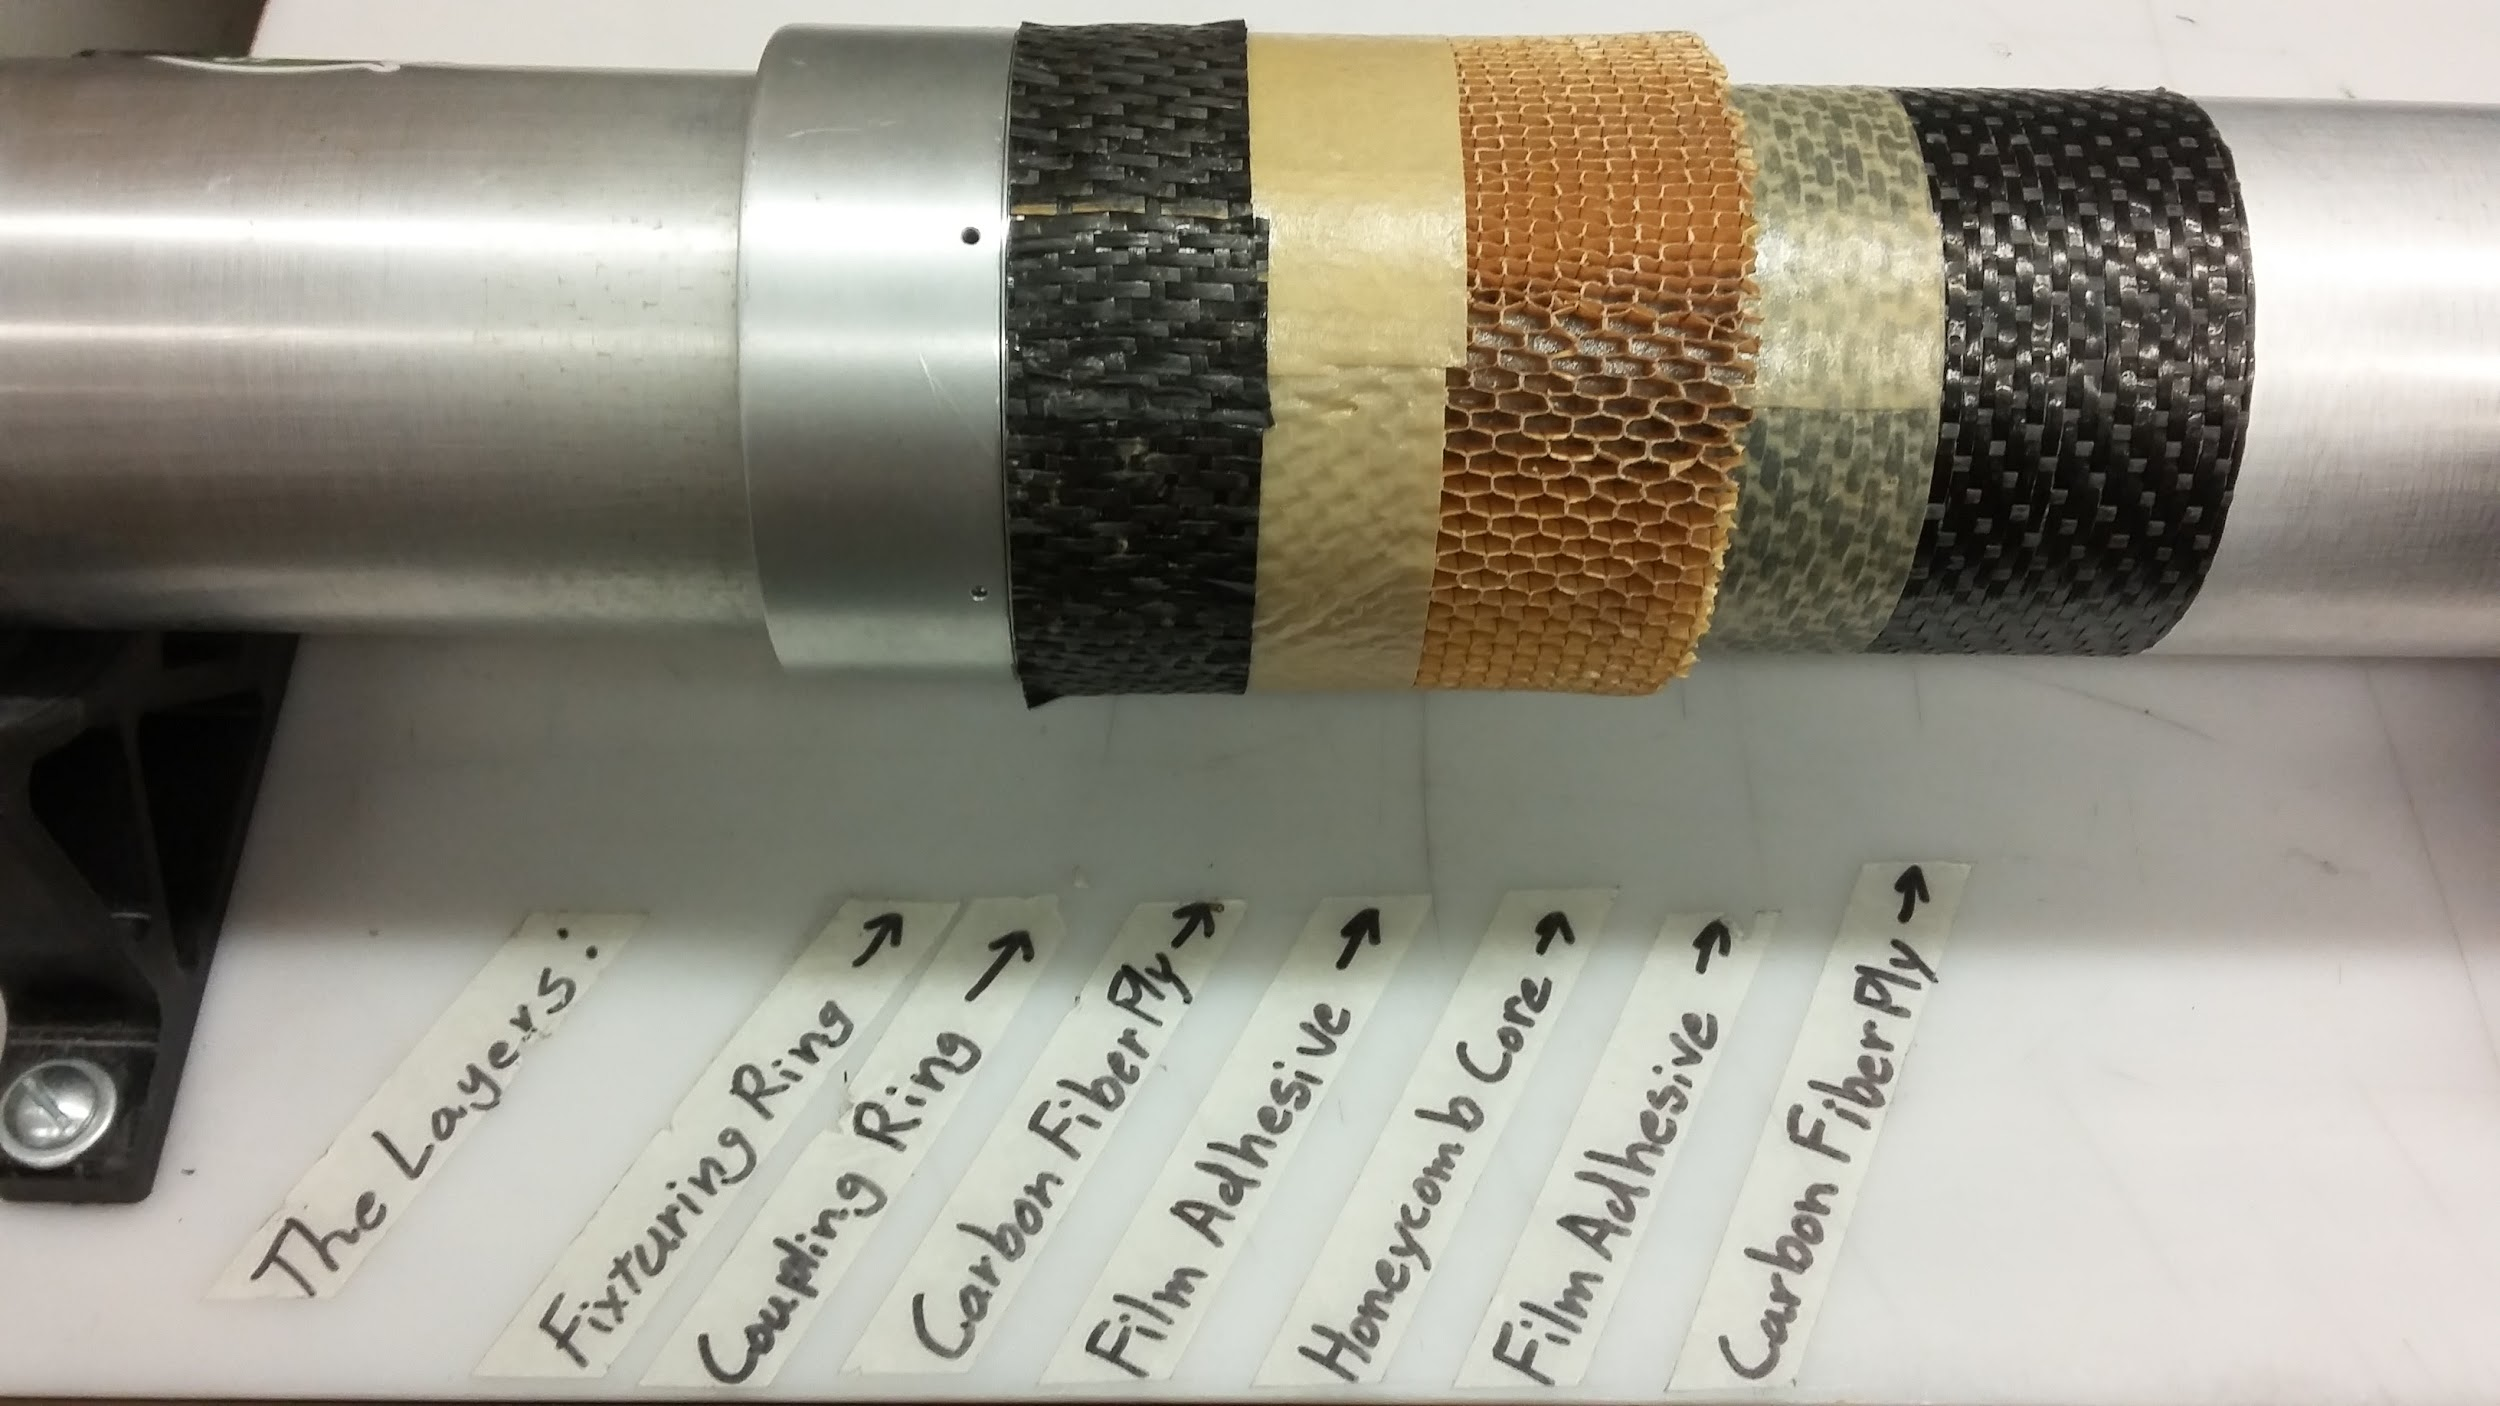 The Layers:
Fixturing Ring ↗
Coupling Ring ↗
Carbon Fiber Ply ↗
Film Adhesive ↗
Honeycomb Core ↗
Film Adhesive ↗
Carbon Fiber Ply ↗